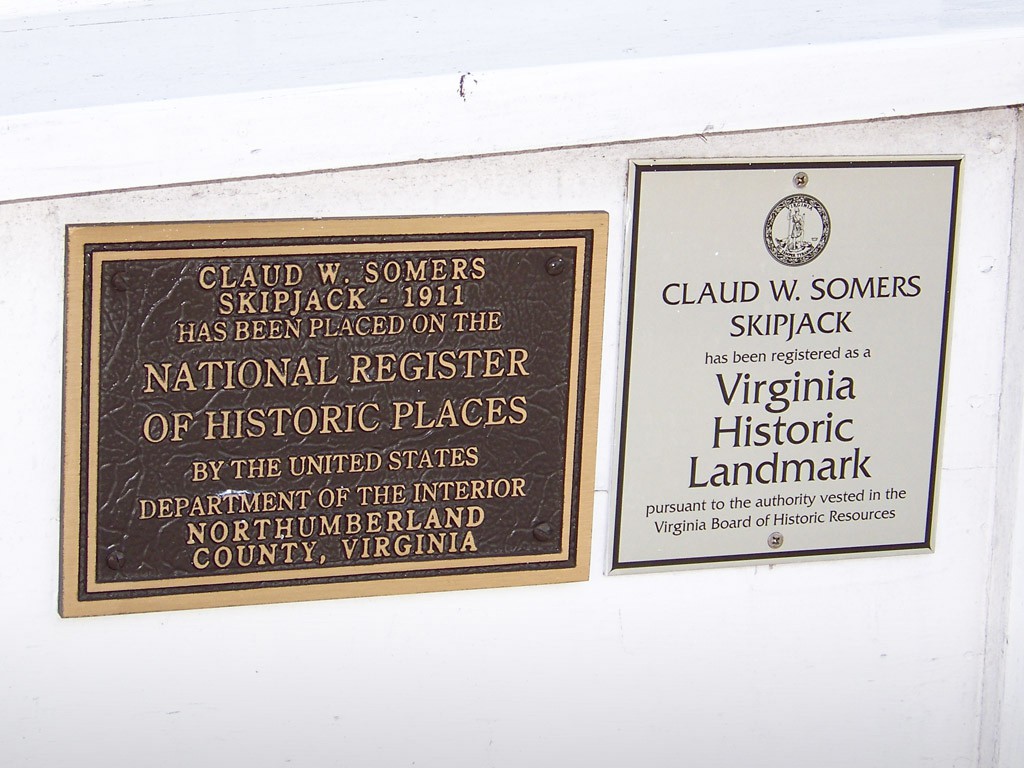 CLAUD W. SOMERS
SKIPJACK - 1911
HAS BEEN PLACED ON THE
NATIONAL REGISTER
OF HISTORIC PLACES
BY THE UNITED STATES
DEPARTMENT OF THE INTERIOR
NORTHUMBERLAND
COUNTY, VIRGINIA
VIRGINIA
CLAUD W. SOMERS
SKIPJACK
has been registered as a
Virginia
Historic
Landmark
pursuant to the authority vested in the
Virginia Board of Historic Resources